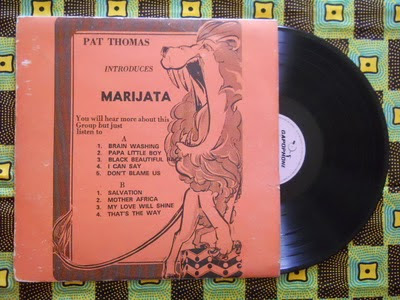 PAT THOMAS
INTRODUCES
MARIJATA
You will hear more about this
Group but just
listen to
A
1. BRAIN WASHING
2. PAPA LITTLE BOY
3. BLACK BEAUTIFUL
4. I CAN SAY
5. DON'T BLAME US
B
1. SALVATION
2. MOTHER AFRICA
3. MY LOVE WILL SHINE
4. THAT'S THE WAY
GAPOPHONE